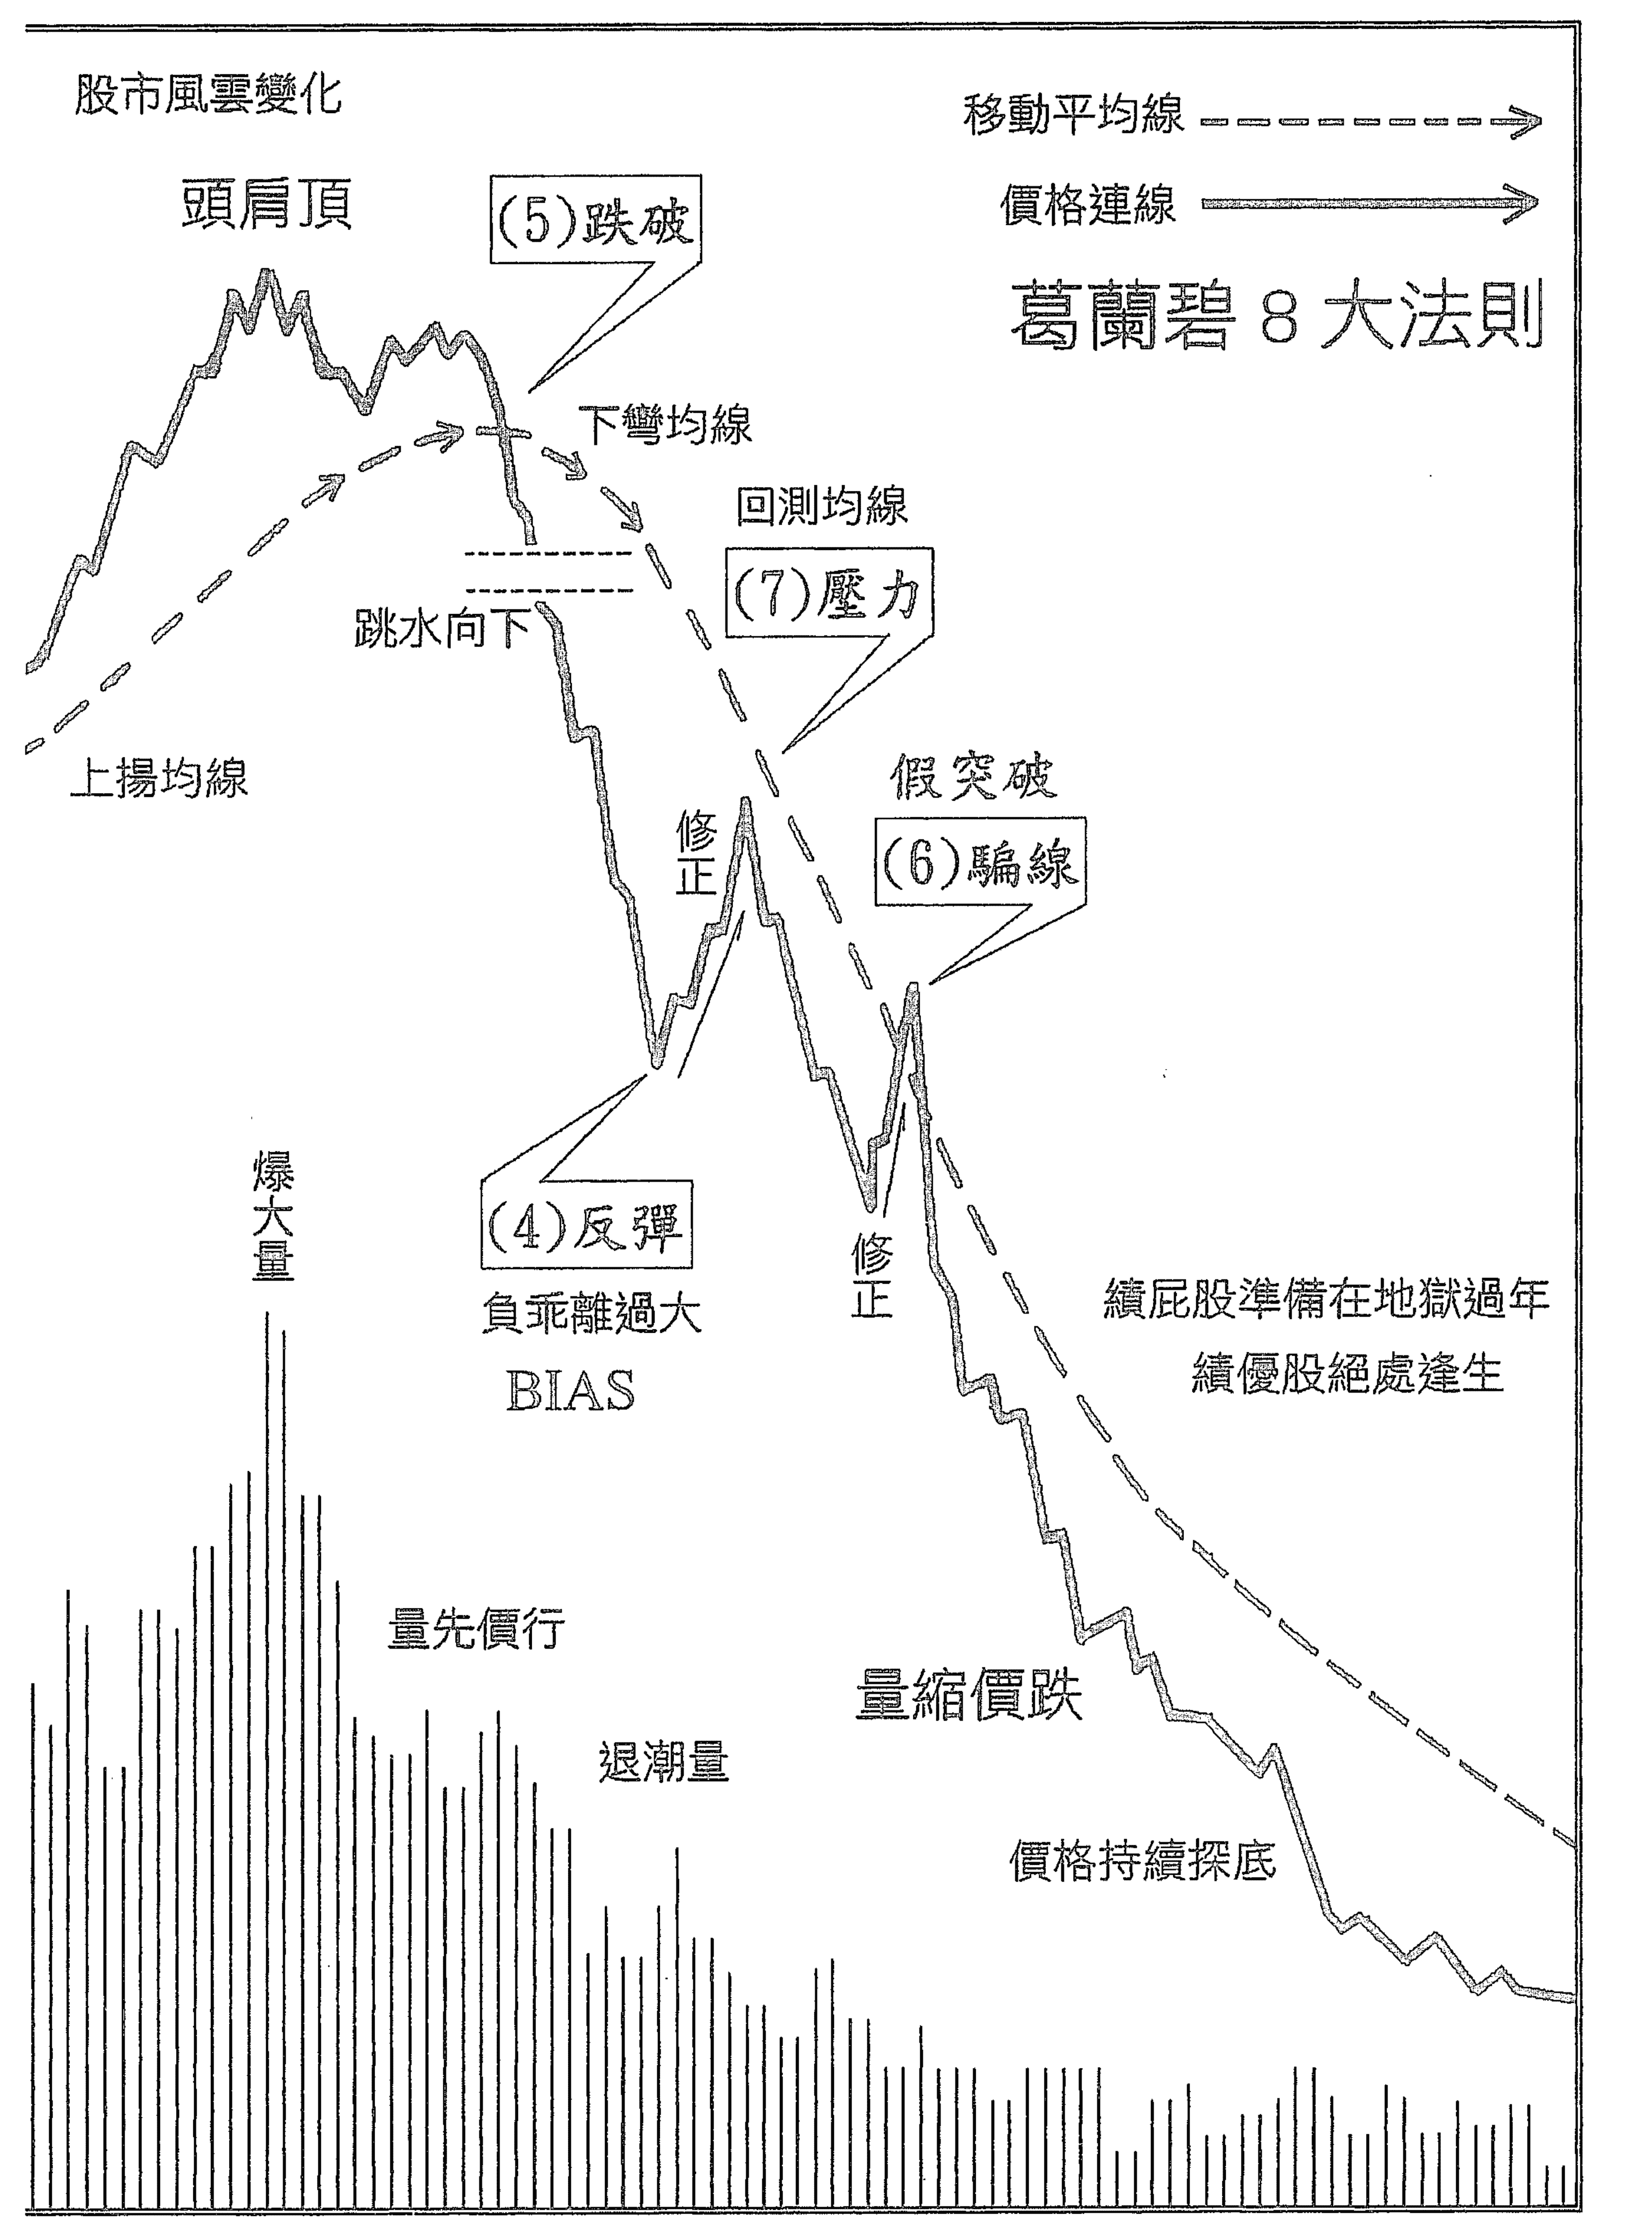 股市風雲變化
移動平均線
價格連線
頭肩頂
(5)跌破
葛蘭碧8大法則
下彎均線
回測均線
(7)壓力
跳水向下
上揚均線
假突破
(6)騙線
修正
(4)反彈
負乖離過大
BIAS
修正
爆大量
續屁股準備在地獄過年
績優股絕處逢生
量先價行
量縮價跌
退潮量
價格持續探底